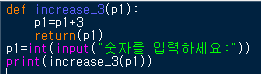 def increase_3(p1):
    p1=p1+3
    return(p1)
p1=int(input("숫자를 입력하세요:"))
print(increase_3(p1))